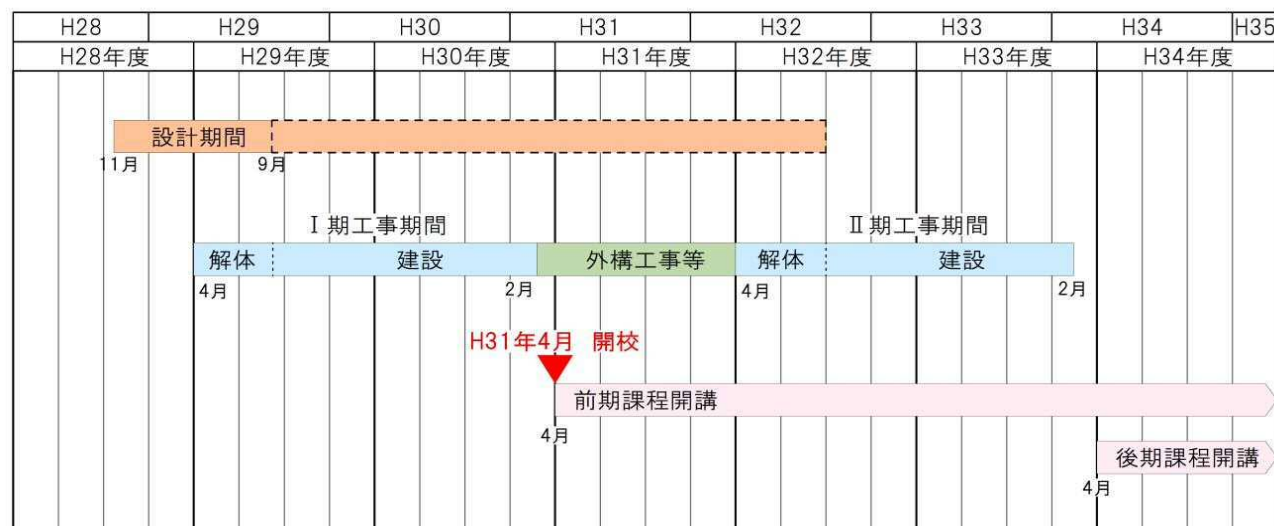 H28 H29 H30 H31 H32 H33 H34 H35
H28年度 H29年度 H30年度 H31年度 H32年度 H33年度 H34年度
設計期間
11月 9月
Ⅰ期工事期間 Ⅱ期工事期間
解体 建設 外構工事等 解体 建設
4月 2月 4月 2月
H31年4月 開校
前期課程開講
4月
後期課程開講
4月